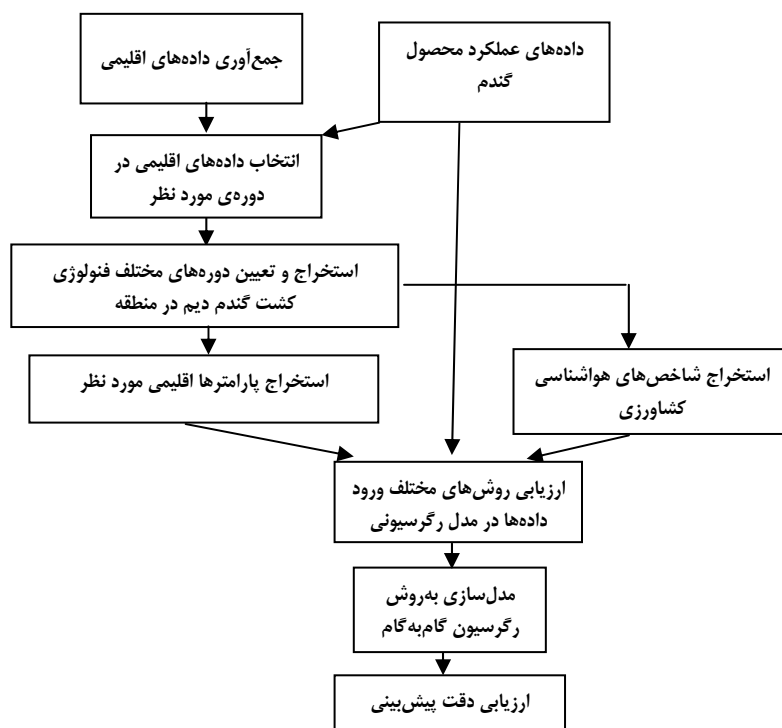 جمع‌آوری داده‌های اقلیمی
داده‌های عملکرد محصول
گندم
انتخاب داده‌های اقلیمی در
دوره‌ی مورد نظر
استخراج و تعیین دوره‌های مختلف فنولوژی
کشت گندم دیم در منطقه
استخراج پارامترها اقلیمی مورد نظر
استخراج شاخص‌های هواشناسی
کشاورزی
ارزیابی روش‌های مختلف ورود
داده‌ها در مدل رگرسیونی
مدل‌سازی به‌روش
رگرسیون گام‌به‌گام
ارزیابی دقت پیش‌بینی